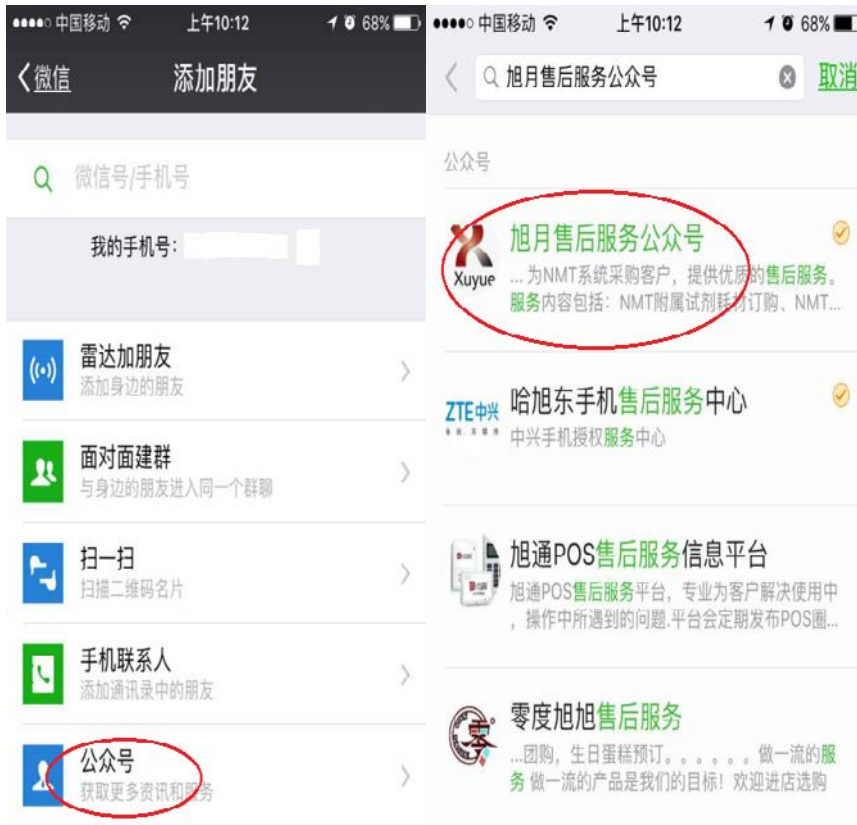 中国移动 上午10:12 68%
微信 添加朋友
微信号/手机号
我的手机号：
雷达加朋友
添加身边的朋友
面对面建群
与身边的朋友进入同一个群聊
扫一扫
扫描二维码名片
手机联系人
添加通讯录中的朋友
公众号
获取更多资讯和服务
中国移动 上午10:12 68%
旭月售后服务公众号 取消
公众号
Xuyue
旭月售后服务公众号
... 为NMT系统采购客户，提供优质的售后服务。
服务内容包括：NMT附属试剂耗材订购、NMT...
ZTE中兴
哈旭东手机售后服务中心
中兴手机授权服务中心
旭通POS售后服务信息平台
旭通POS售后服务平台，专业为客户解决使用中
，操作中所遇到的问题.平台会定期发布POS圈...
零度旭旭售后服务
...团购，生日蛋糕预订。。。。。。做一流的服
务 做一流的产品是我们的目标！欢迎进店选购